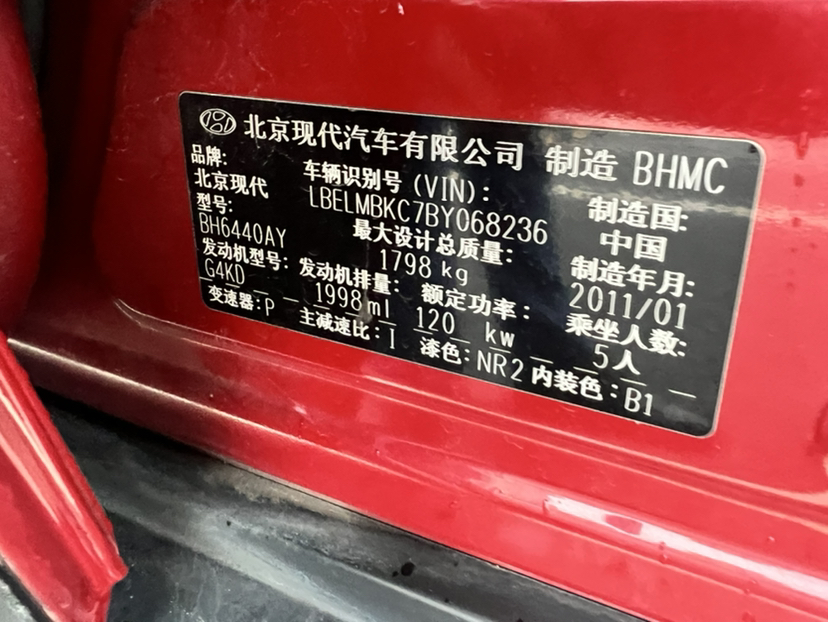 北京现代汽车有限公司 制造 BHMC
品牌: 车辆识别号 (VIN): 制造国:
北京现代 LBELMBKC7BY068236 中国
型号: 最大设计总质量: 制造年月:
BH6440AY 1798 kg 2011/01
发动机型号: 发动机排量: 额定功率: 乘坐人数:
G4KD 1998 ml 120 kw 5人
变速器:P 主减速比:I 漆色:NR2 内装色:B1